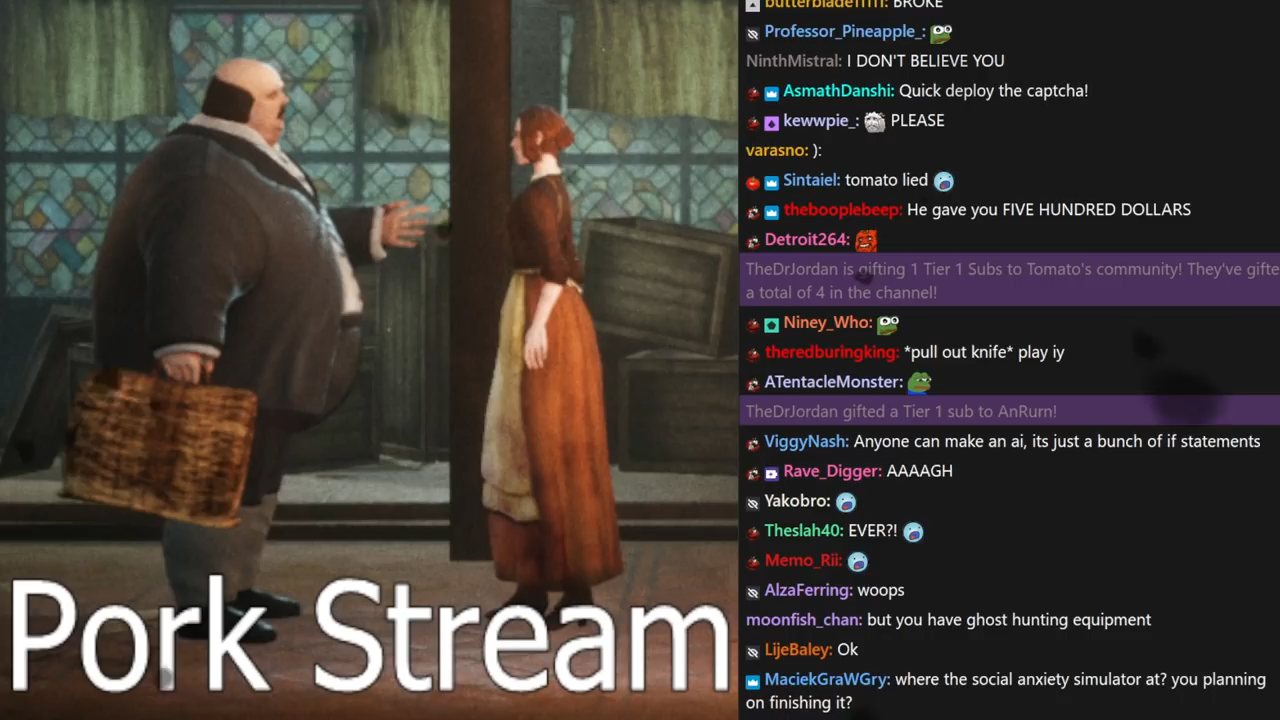 butterblade11111: BROKE
Professor_Pineapple_:
NinthMistral: I DON'T BELIEVE YOU
AsmathDanshi: Quick deploy the captcha!
kewwpie_: PLEASE
varasno: ):
Sintaiel: tomato lied
thebooplebeep: He gave you FIVE HUNDRED DOLLARS
Detroit264:
TheDrJordan is gifting 1 Tier 1 Subs to Tomato's community! They've gifte
a total of 4 in the channel!
Niney_Who:
theredburingking: *pull out knife* play iy
ATentacleMonster:
TheDrJordan gifted a Tier 1 sub to AnRurn!
ViggyNash: Anyone can make an ai, its just a bunch of if statements
Rave_Digger: AAAAGH
Yakobro:
Theslah40: EVER?!
Memo_Rii:
AlzaFerring: woops
moonfish_chan: but you have ghost hunting equipment
LijeBaley: Ok
MaciekGraWGry: where the social anxiety simulator at? you planning
on finishing it?
Pork Stream